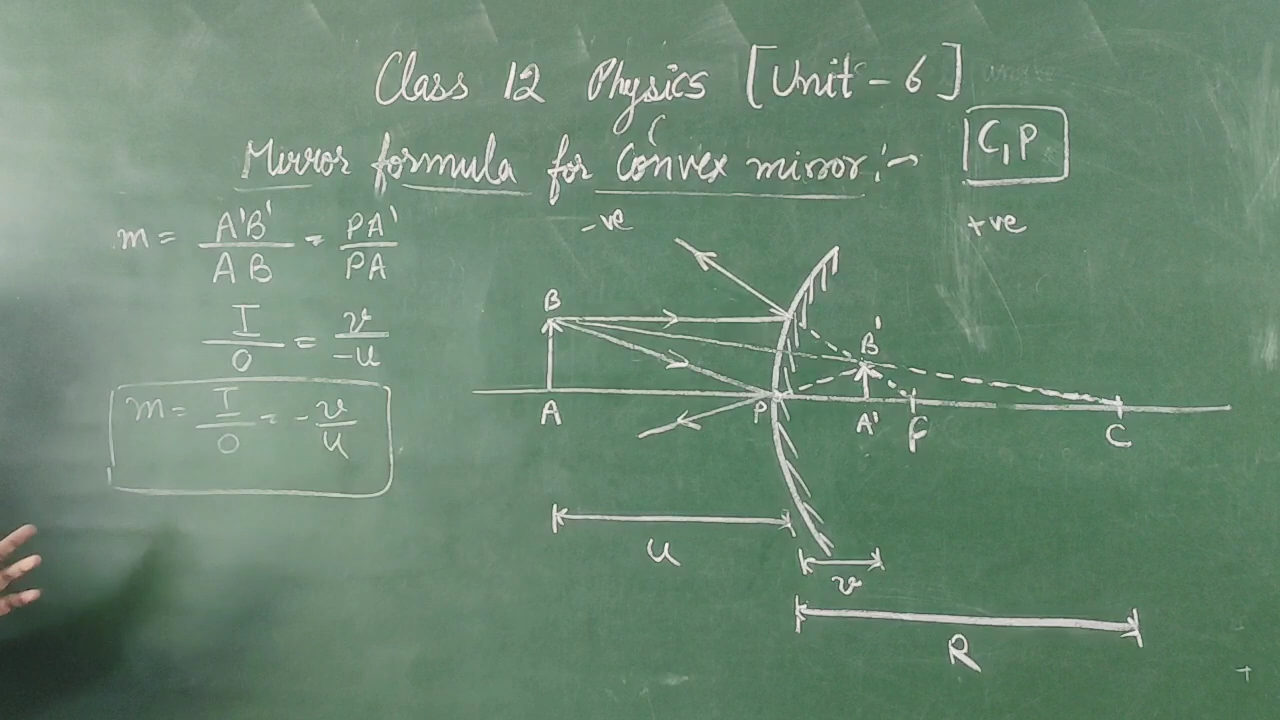 Class 12 Physics [Unit-6]
Mirror formula for Convex mirror:-
C,P
-ve
+ve
m = A'B' / AB = PA' / PA
I / O = v / -u
m = I / O = -v / u
B
A
P
B'
A'
F
C
u
v
R